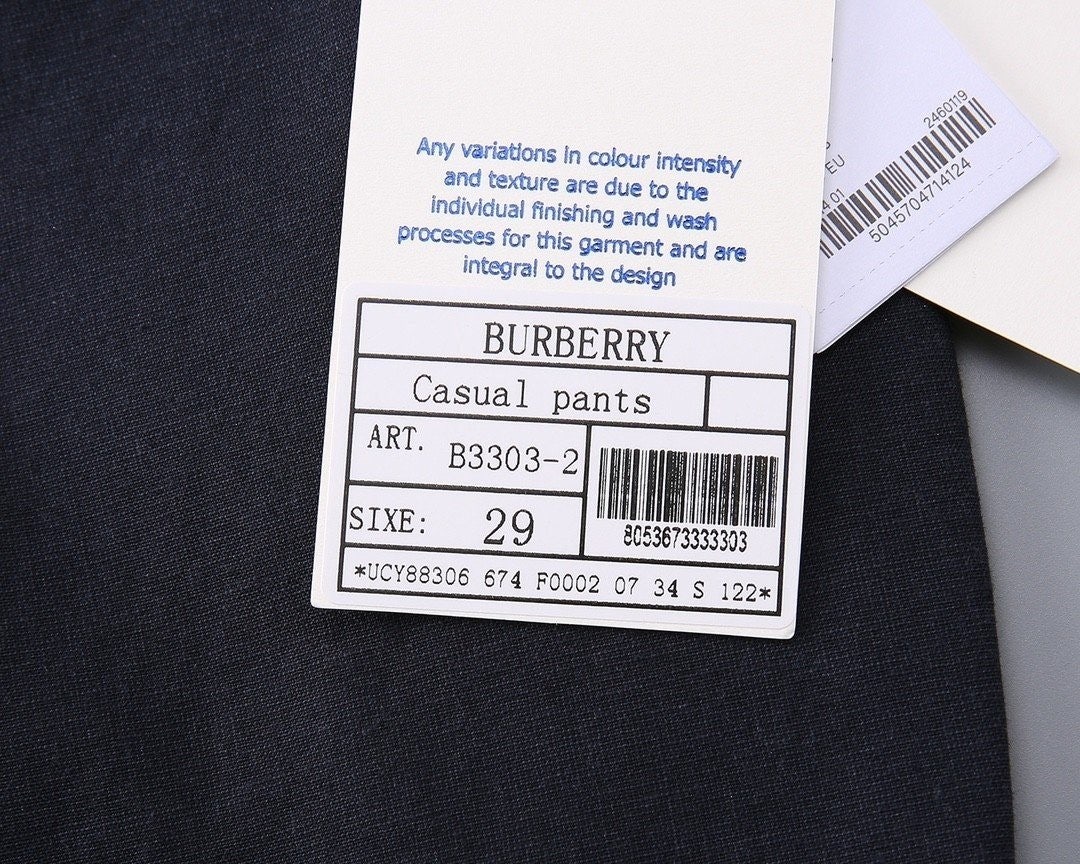 Any variations in colour intensity
and texture are due to the
individual finishing and wash
processes for this garment and are
integral to the design
BURBERRY
Casual pants
ART. B3303-2
8053673333303
SIXE: 29
*UCY88306 674 F0002 07 34 S 122*
2460119
EU
5045704714124